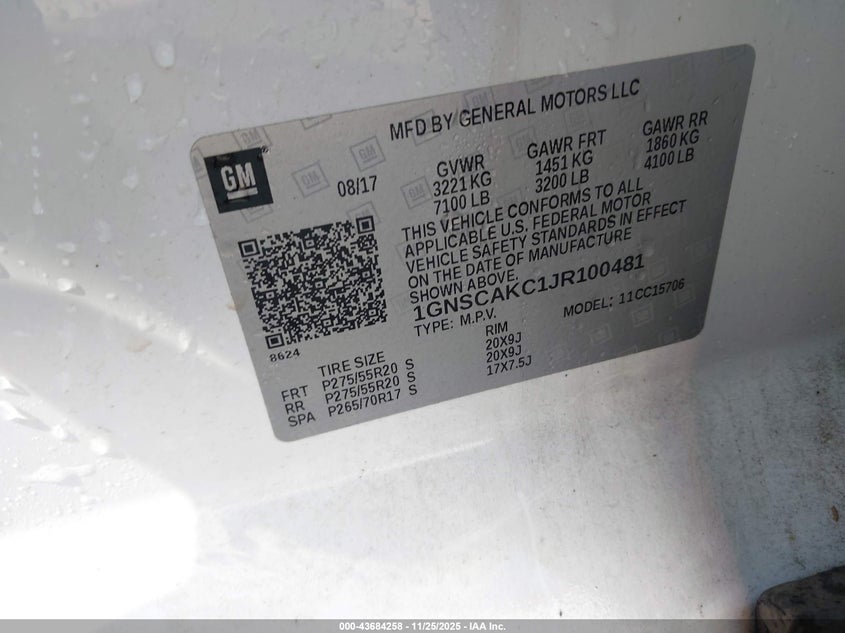 MFD BY GENERAL MOTORS LLC
GM
08/17
GVWR GAWR FRT GAWR RR
3221 KG 1451 KG 1860 KG
7100 LB 3200 LB 4100 LB
THIS VEHICLE CONFORMS TO ALL
APPLICABLE U.S. FEDERAL MOTOR
VEHICLE SAFETY STANDARDS IN EFFECT
ON THE DATE OF MANUFACTURE
SHOWN ABOVE.
1GNSCAKC1JR100481
TYPE: M.P.V. MODEL: 11CC15706
8624
TIRE SIZE RIM
FRT P275/55R20 S 20X9J
RR P275/55R20 S 20X9J
SPA P265/70R17 S 17X7.5J
000-43684258 - 11/25/2025 - IAA Inc.